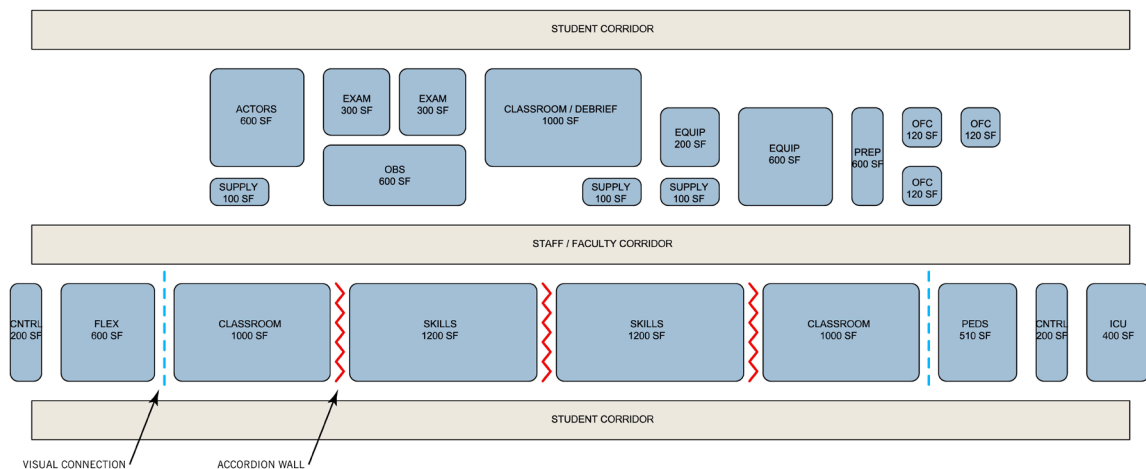 STUDENT CORRIDOR
ACTORS
600 SF
EXAM
300 SF
EXAM
300 SF
CLASSROOM / DEBRIEF
1000 SF
EQUIP
200 SF
EQUIP
600 SF
PREP
600 SF
OFC
120 SF
OFC
120 SF
OBS
600 SF
SUPPLY
100 SF
SUPPLY
100 SF
SUPPLY
100 SF
OFC
120 SF
STAFF / FACULTY CORRIDOR
CNTRL
200 SF
FLEX
600 SF
CLASSROOM
1000 SF
SKILLS
1200 SF
SKILLS
1200 SF
CLASSROOM
1000 SF
PEDS
510 SF
CNTRL
200 SF
ICU
400 SF
STUDENT CORRIDOR
VISUAL CONNECTION
ACCORDION WALL